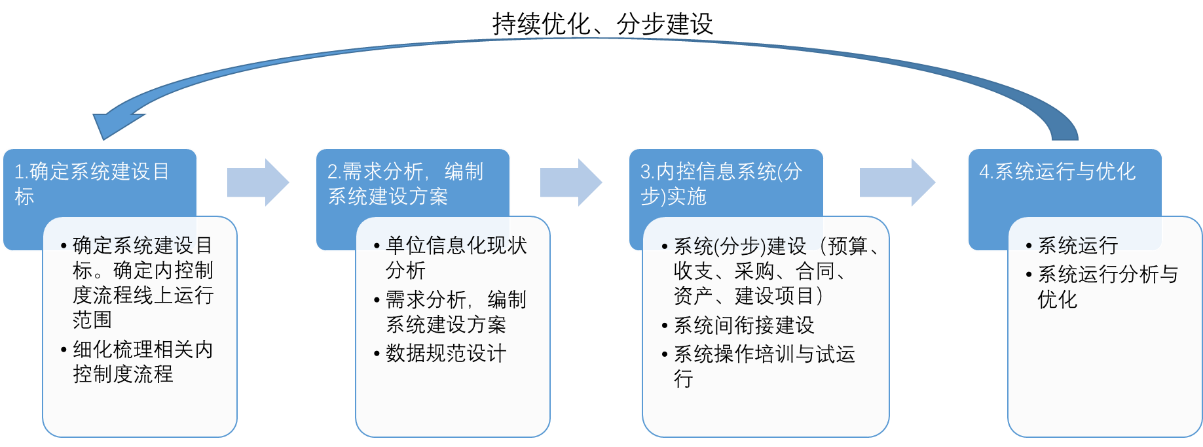 持续优化、分步建设
1.确定系统建设目
标
• 确定系统建设目
标。确定内控制
度流程线上运行
范围
• 细化梳理相关内
控制度流程
2.需求分析，编制
系统建设方案
• 单位信息化现状
分析
• 需求分析，编制
系统建设方案
• 数据规范设计
3.内控信息系统(分
步)实施
• 系统(分步)建设（预算、
收支、采购、合同、
资产、建设项目）
• 系统间衔接建设
• 系统操作培训与试运
行
4.系统运行与优化
• 系统运行
• 系统运行分析与
优化